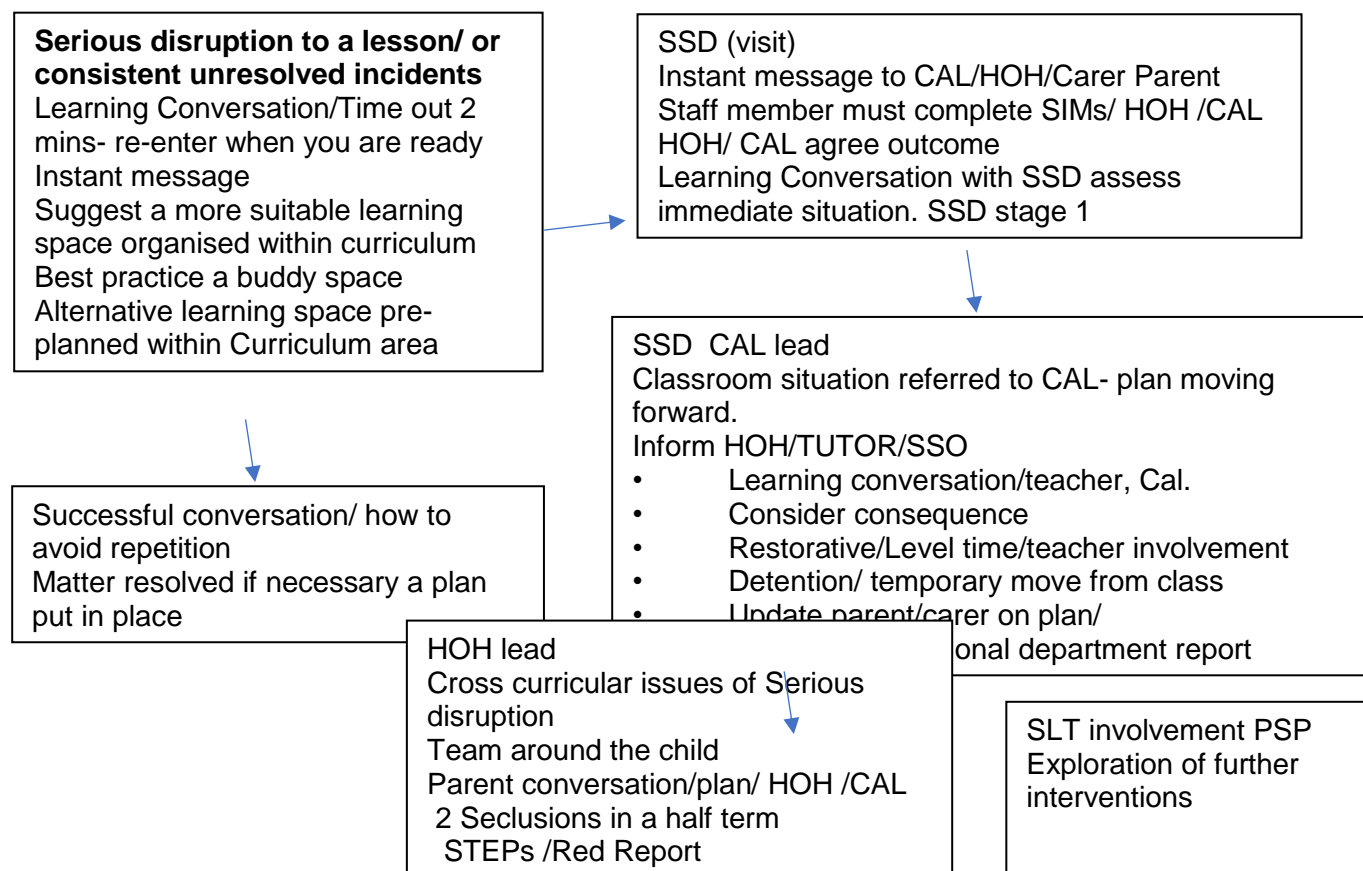 Serious disruption to a lesson/ or
consistent unresolved incidents
Learning Conversation/Time out 2
mins- re-enter when you are ready
Instant message
Suggest a more suitable learning
space organised within curriculum
Best practice a buddy space
Alternative learning space pre-
planned within Curriculum area
SSD (visit)
Instant message to CAL/HOH/Carer Parent
Staff member must complete SIMs/ HOH /CAL
HOH/ CAL agree outcome
Learning Conversation with SSD assess
immediate situation. SSD stage 1
Successful conversation/ how to
avoid repetition
Matter resolved if necessary a plan
put in place
SSD  CAL lead
Classroom situation referred to CAL- plan moving
forward.
Inform HOH/TUTOR/SSO
• Learning conversation/teacher, Cal.
• Consider consequence
• Restorative/Level time/teacher involvement
• Detention/ temporary move from class
• Update parent/carer on plan/
department report
HOH lead
Cross curricular issues of Serious
disruption
Team around the child
Parent conversation/plan/ HOH /CAL
2 Seclusions in a half term
STEPs /Red Report
SLT involvement PSP
Exploration of further
interventions